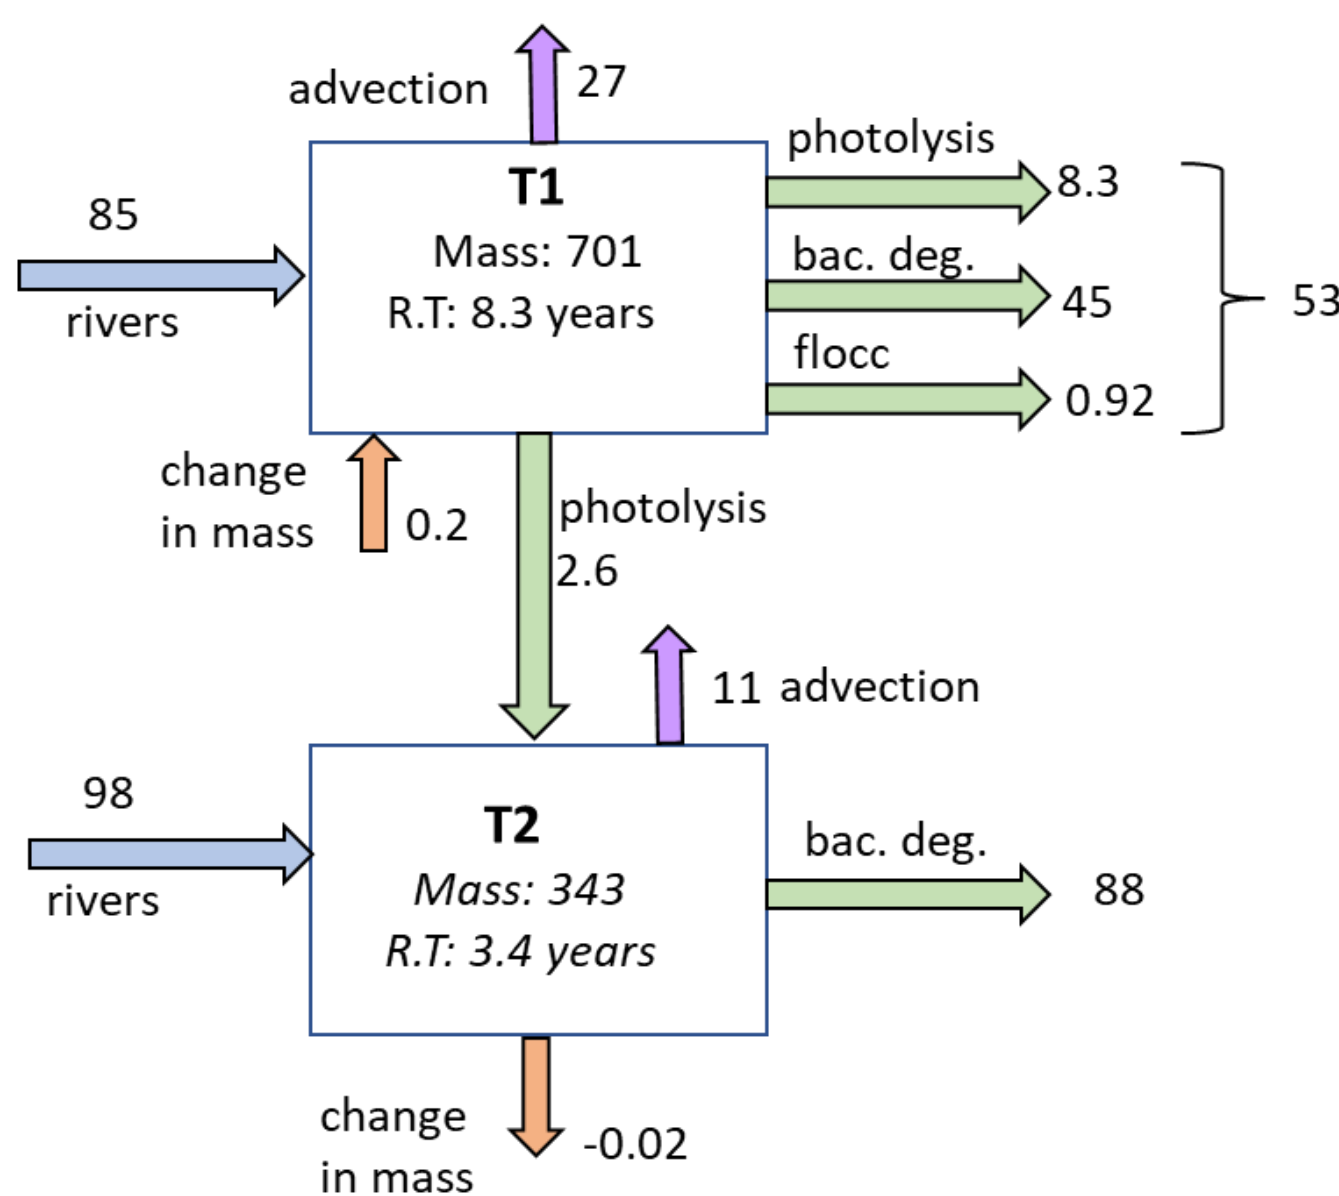 advection
27
photolysis
8.3
T1
85
Mass: 701
bac. deg.
R.T: 8.3 years
45
53
rivers
flocc
0.92
change
in mass
0.2
photolysis
2.6
11 advection
98
T2
bac. deg.
Mass: 343
88
rivers
R.T: 3.4 years
change
in mass
-0.02